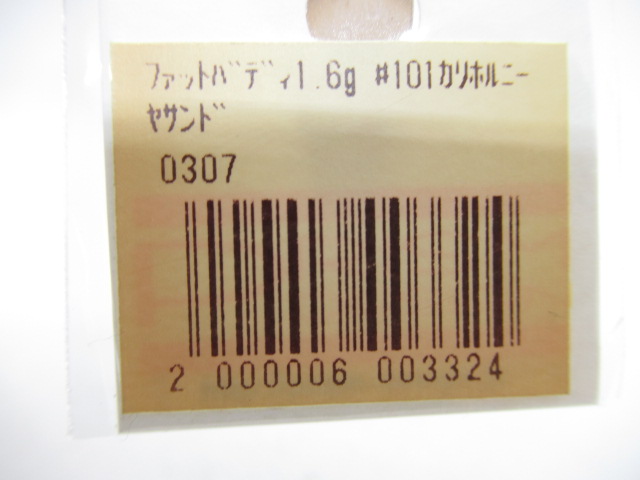 ﾌｧｯﾄﾊﾞﾃﾞｨ1.6g #101ｶﾘﾎﾙﾆｰ
ﾔｻﾝﾄﾞ
0307
2 000006 003324